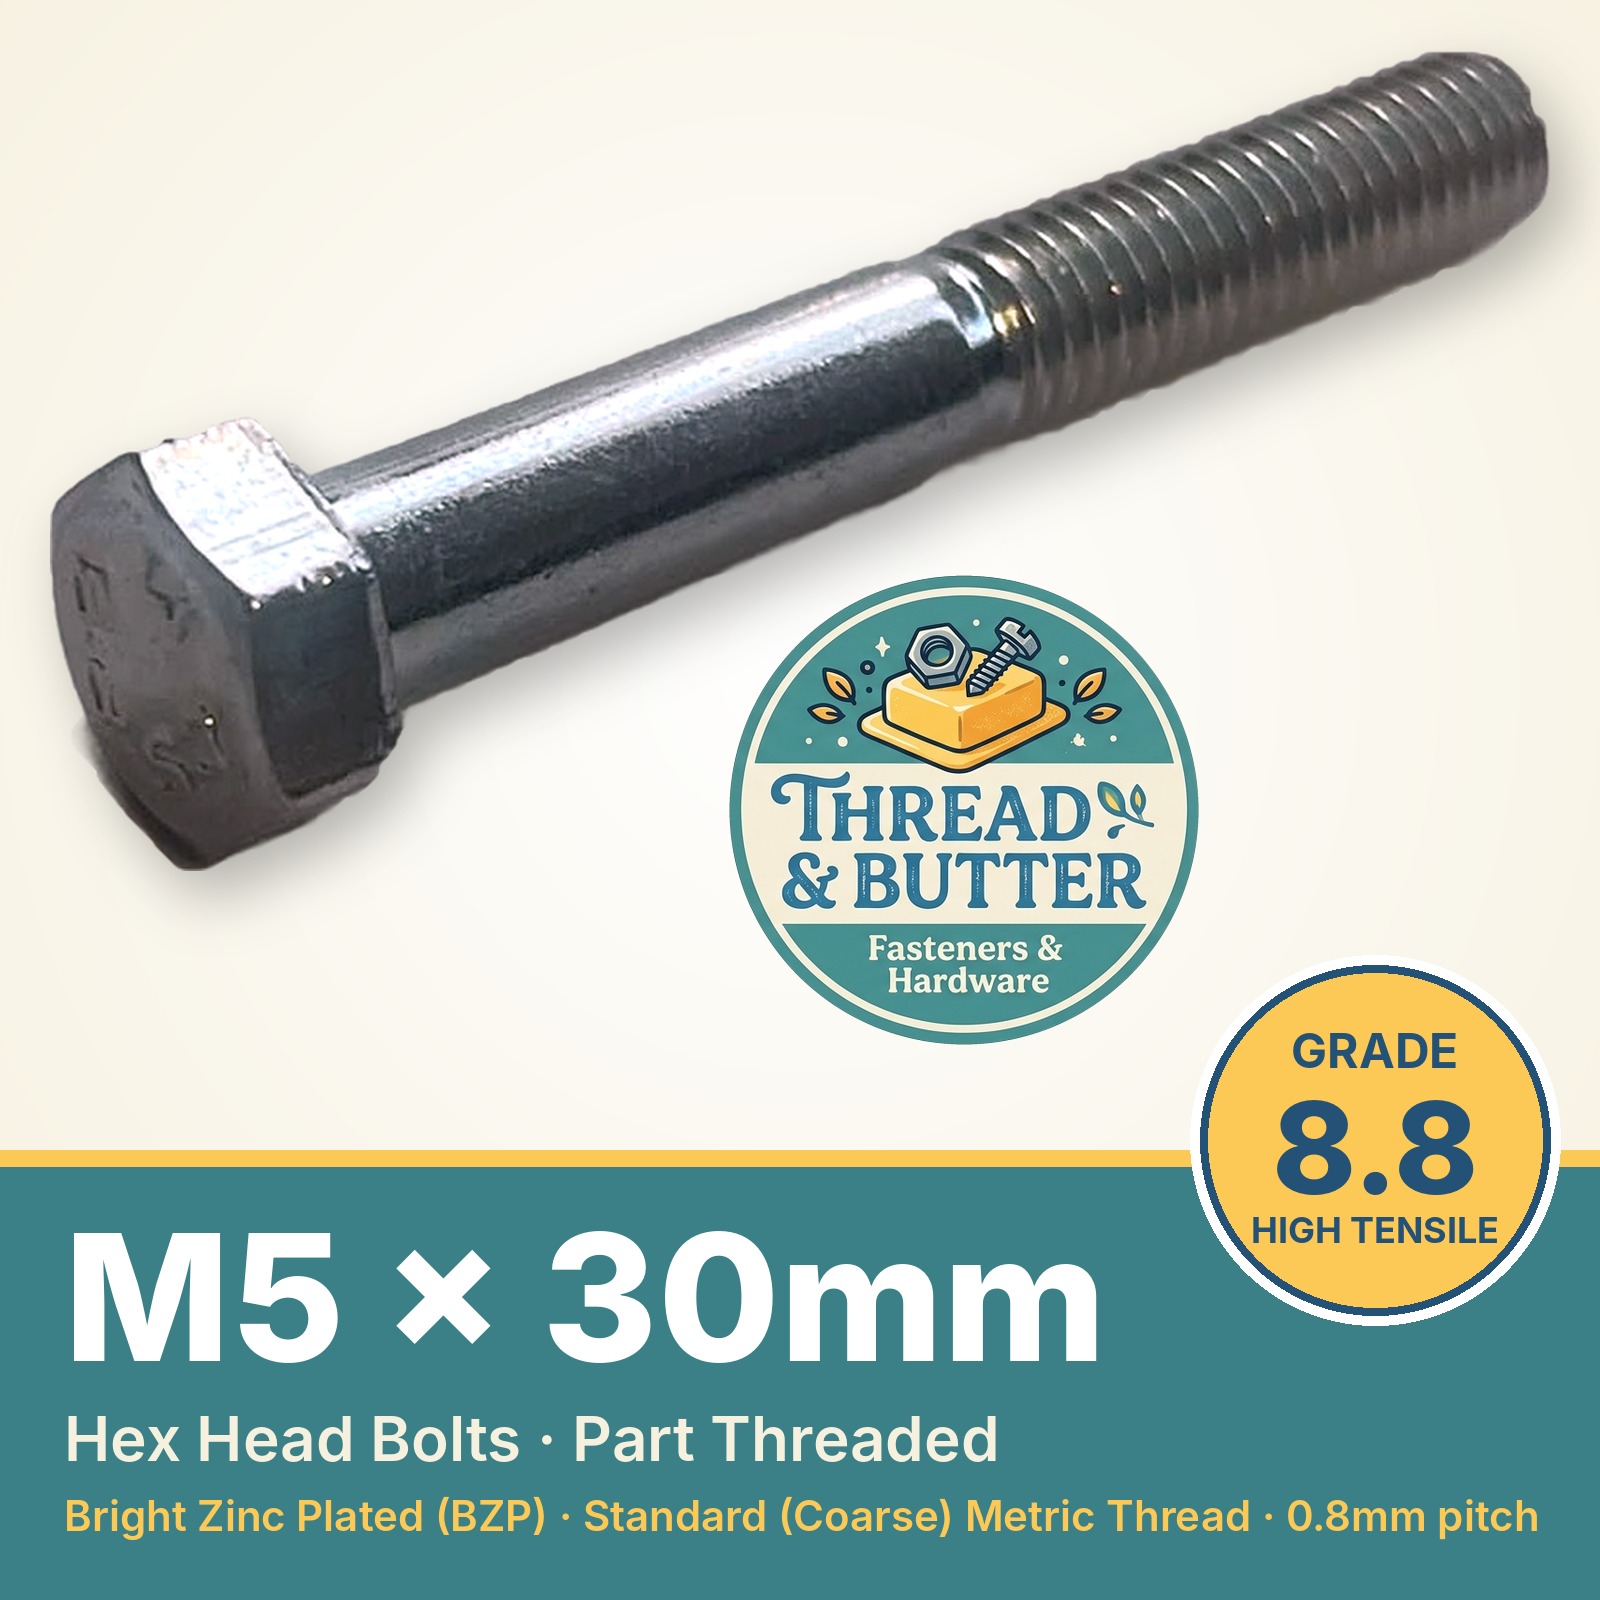 THREAD
& BUTTER
Fasteners &
Hardware
GRADE
8.8
HIGH TENSILE
M5 × 30mm
Hex Head Bolts · Part Threaded
Bright Zinc Plated (BZP) · Standard (Coarse) Metric Thread · 0.8mm pitch